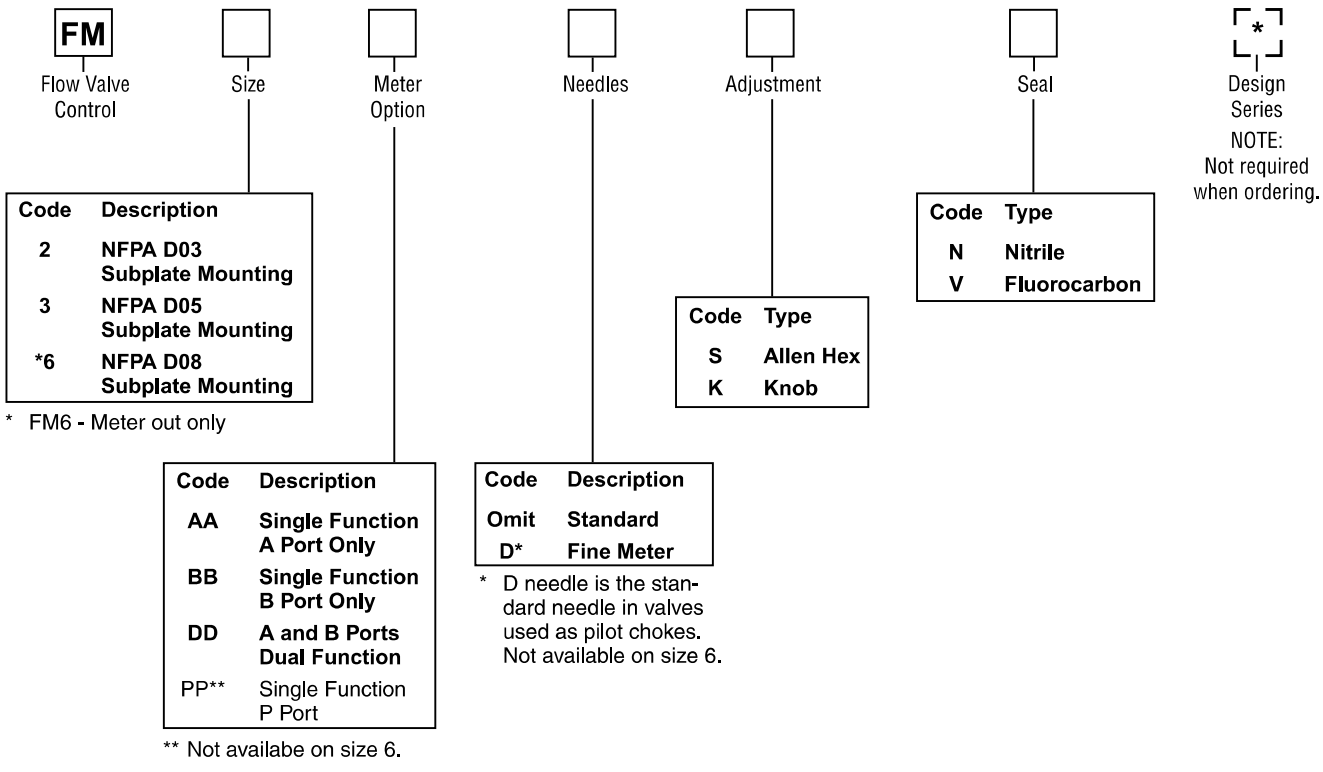 FM
*
Flow Valve
Control
Size
Meter
Option
Needles
Adjustment
Seal
Design
Series
NOTE:
Not required
when ordering.
Code Description
2 NFPA D03
Subplate Mounting
3 NFPA D05
Subplate Mounting
*6 NFPA D08
Subplate Mounting
* FM6 - Meter out only
Code Description
AA Single Function
A Port Only
BB Single Function
B Port Only
DD A and B Ports
Dual Function
PP** Single Function
P Port
** Not availabe on size 6.
Code Description
Omit Standard
D* Fine Meter
* D needle is the stan-
dard needle in valves
used as pilot chokes.
Not available on size 6.
Code Type
S Allen Hex
K Knob
Code Type
N Nitrile
V Fluorocarbon